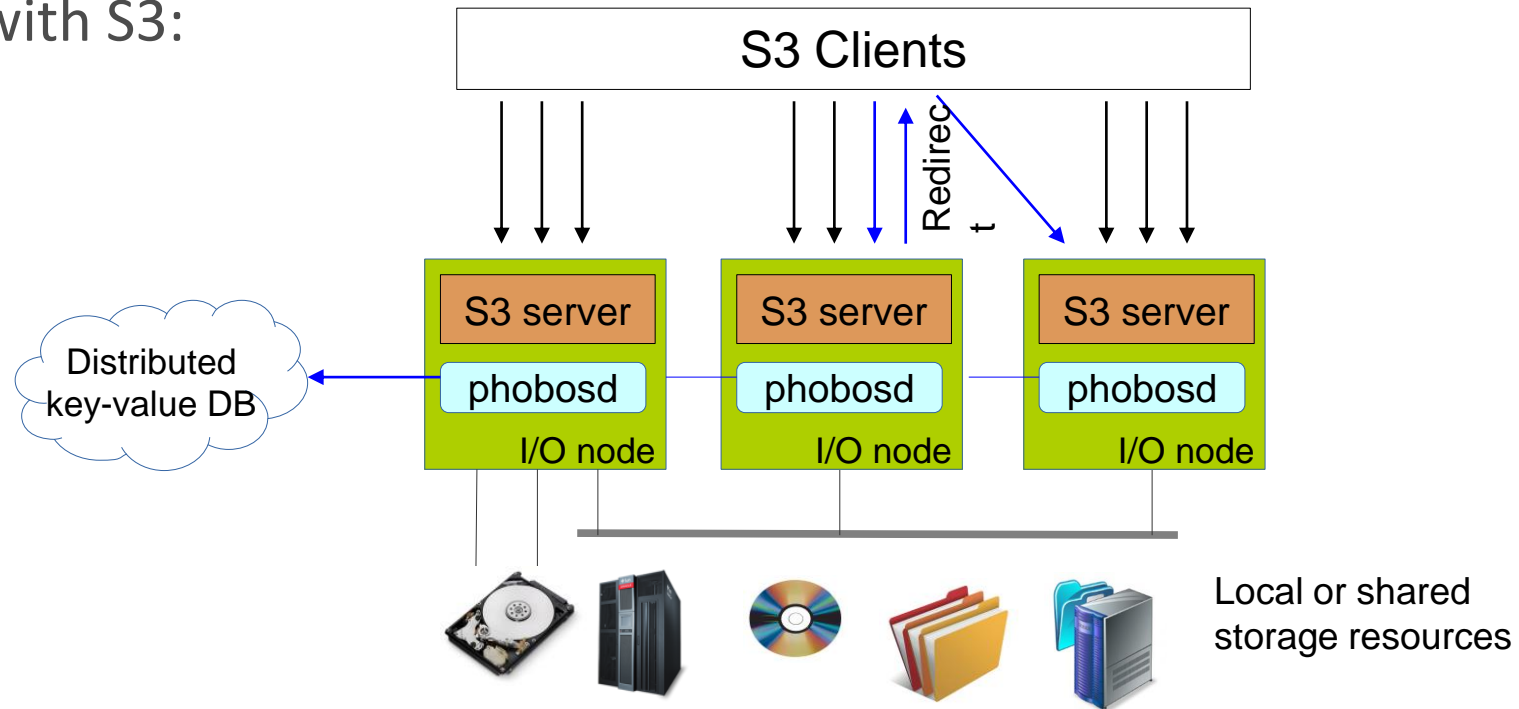 with S3:
S3 Clients
Redirec
t
S3 server
S3 server
S3 server
Distributed
key-value DB
phobosd
phobosd
phobosd
I/O node
I/O node
I/O node
Local or shared
storage resources